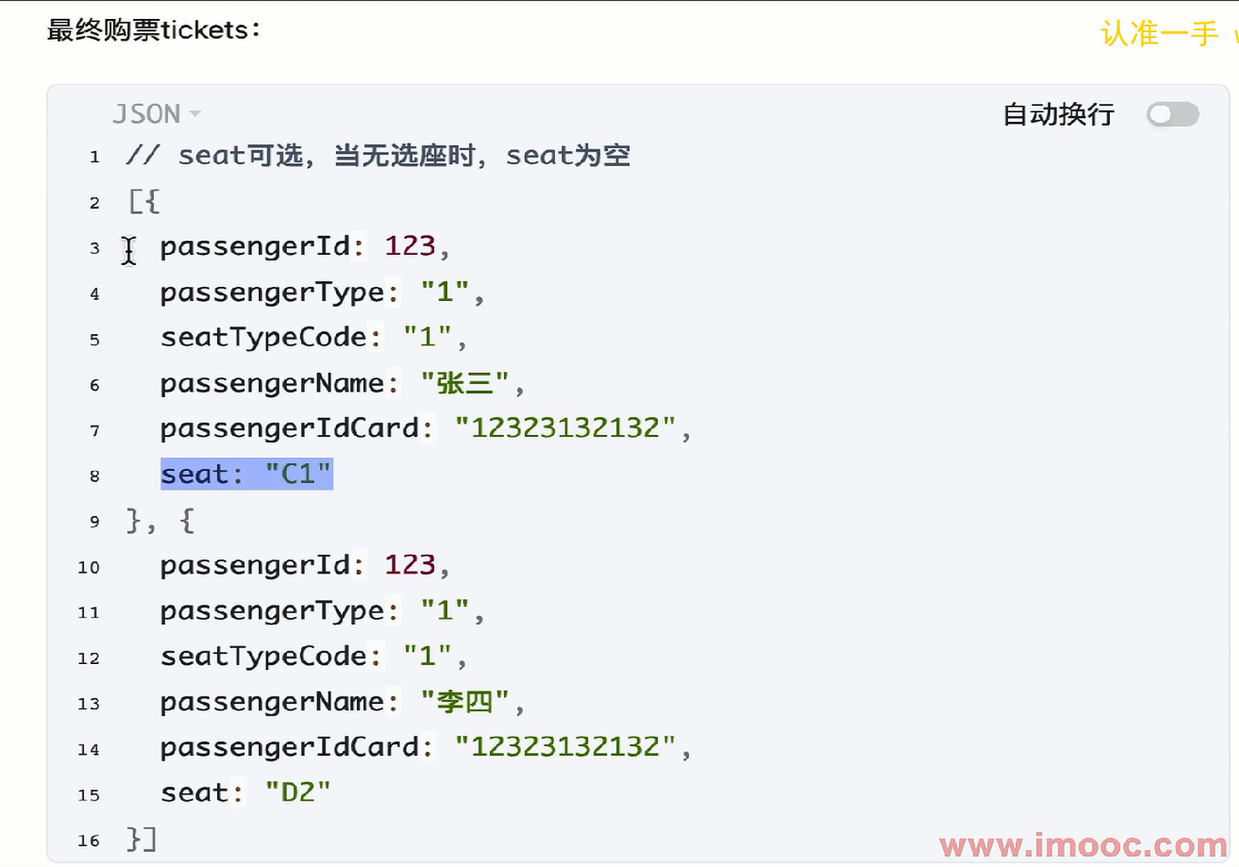 最终购票tickets：
认准一手
JSON
自动换行
1 // seat可选，当无选座时，seat为空
2 [{
3 passengerId: 123,
4 passengerType: "1",
5 seatTypeCode: "1",
6 passengerName: "张三",
7 passengerIdCard: "12323132132",
8 seat: "C1"
9 }, {
10 passengerId: 123,
11 passengerType: "1",
12 seatTypeCode: "1",
13 passengerName: "李四",
14 passengerIdCard: "12323132132",
15 seat: "D2"
16 }]
www.imooc.com